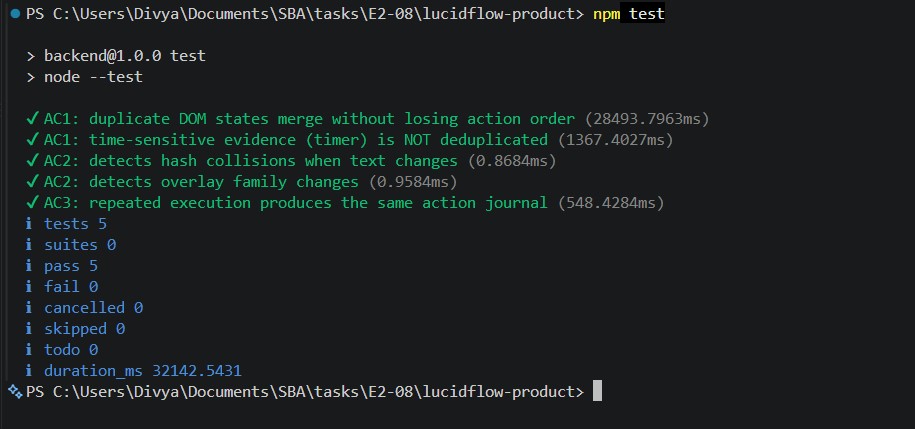 PS C:\Users\Divya\Documents\SBA\tasks\E2-08\lucidflow-product> npm test
> backend@1.0.0 test
> node --test
✔ AC1: duplicate DOM states merge without losing action order (28493.7963ms)
✔ AC1: time-sensitive evidence (timer) is NOT deduplicated (1367.4027ms)
✔ AC2: detects hash collisions when text changes (0.8684ms)
✔ AC2: detects overlay family changes (0.9584ms)
✔ AC3: repeated execution produces the same action journal (548.4284ms)
ℹ tests 5
ℹ suites 0
ℹ pass 5
ℹ fail 0
ℹ cancelled 0
ℹ skipped 0
ℹ todo 0
ℹ duration_ms 32142.5431
PS C:\Users\Divya\Documents\SBA\tasks\E2-08\lucidflow-product>